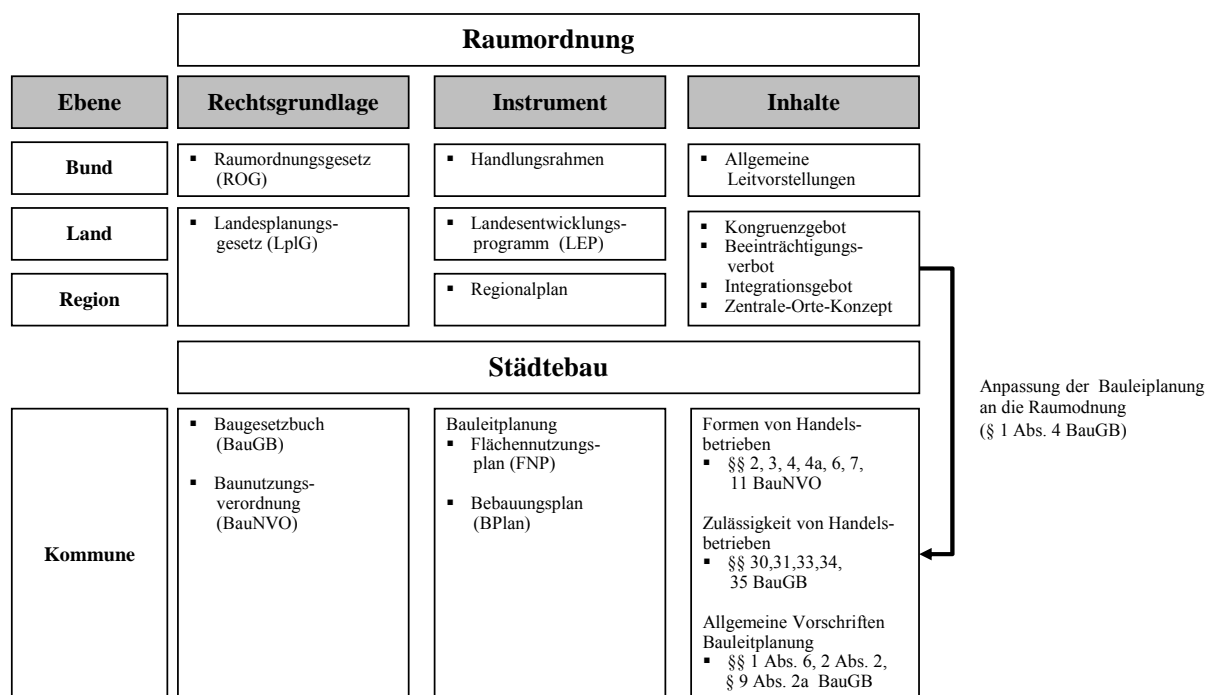 Raumordnung
Ebene
Rechtsgrundlage
Instrument
Inhalte
Bund
▪ Raumordnungsgesetz
(ROG)
▪ Handlungsrahmen
▪ Allgemeine
Leitvorstellungen
Land
▪ Landesplanungs-
gesetz (LplG)
▪ Landesentwicklungs-
programm (LEP)
▪ Kongruenzgebot
▪ Beeinträchtigungs-
verbot
▪ Integrationsgebot
▪ Zentrale-Orte-Konzept
Region
▪ Regionalplan
Städtebau
Anpassung der Bauleiplanung
an die Raumodnung
(§ 1 Abs. 4 BauGB)
Kommune
▪ Baugesetzbuch
(BauGB)
▪ Baunutzungs-
verordnung
(BauNVO)
Bauleitplanung
▪ Flächennutzungs-
plan (FNP)
▪ Bebauungsplan
(BPlan)
Formen von Handels-
betrieben
▪ §§ 2, 3, 4, 4a, 6, 7,
11 BauNVO
Zulässigkeit von Handels-
betrieben
▪ §§ 30,31,33,34,
35 BauGB
Allgemeine Vorschriften
Bauleitplanung
▪ §§ 1 Abs. 6, 2 Abs. 2,
§ 9 Abs. 2a BauGB